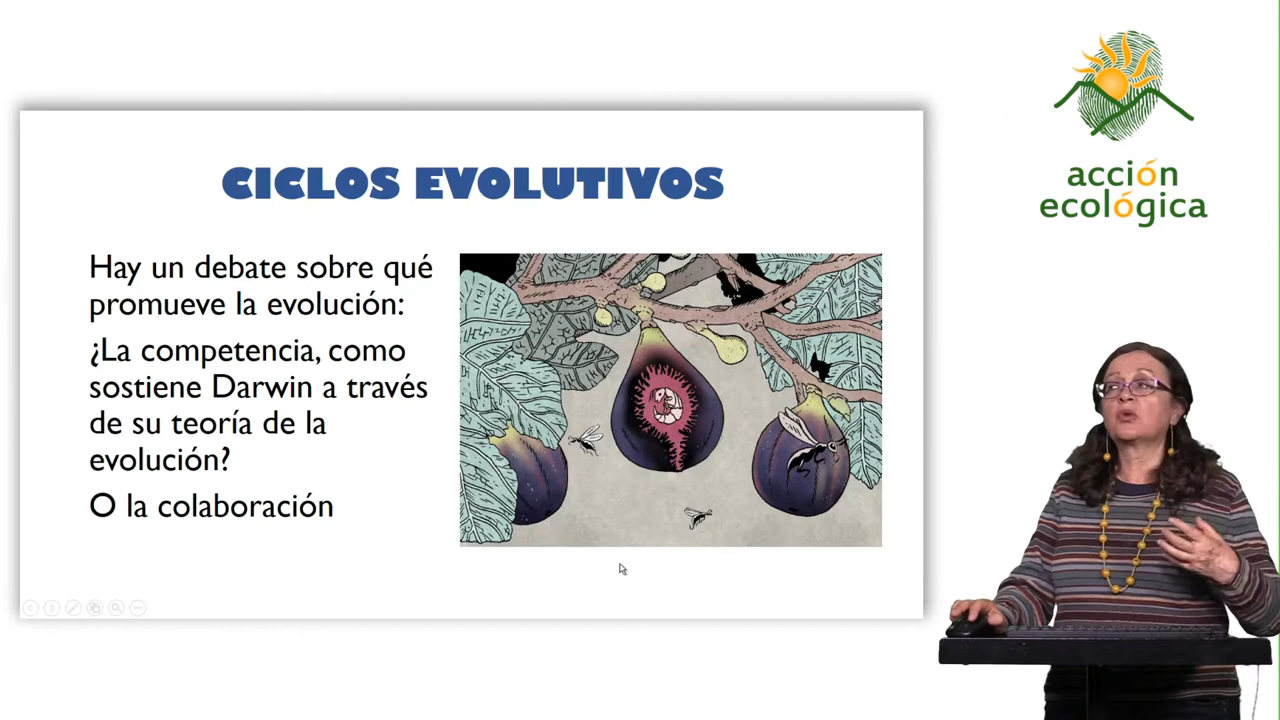 CICLOS EVOLUTIVOS
Hay un debate sobre qué
promueve la evolución:
¿La competencia, como
sostiene Darwin a través
de su teoría de la
evolución?
O la colaboración
acción
ecológica